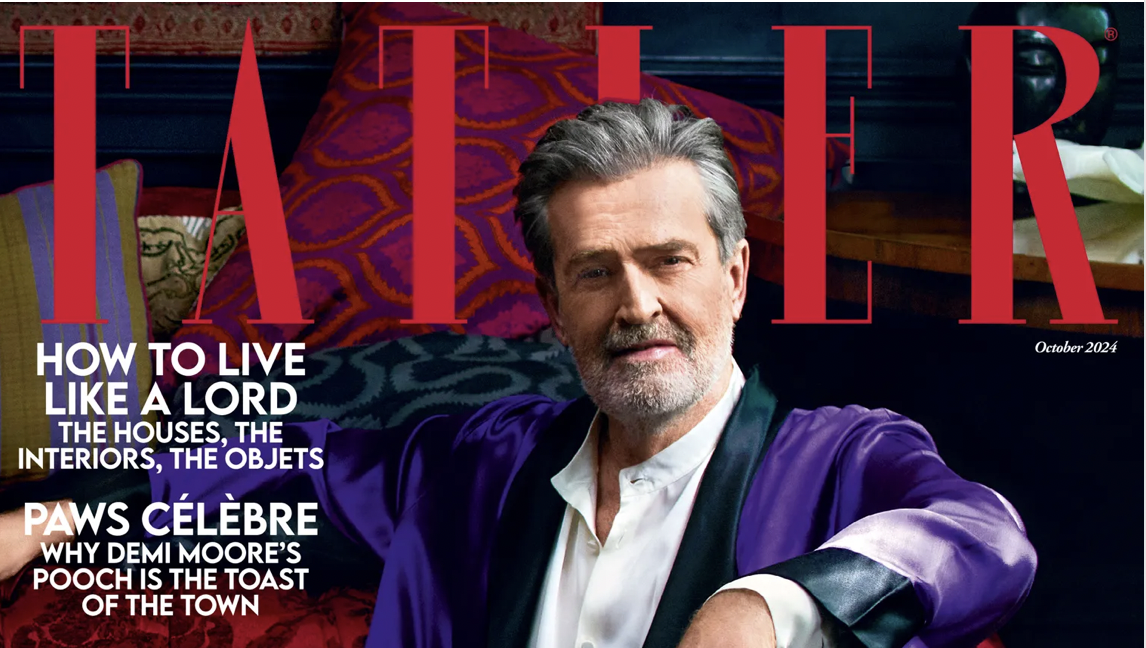 TATLER®
October 2024
HOW TO LIVE
LIKE A LORD
THE HOUSES, THE
INTERIORS, THE OBJETS
PAWS CÉLÈBRE
WHY DEMI MOORE'S
POOCH IS THE TOAST
OF THE TOWN